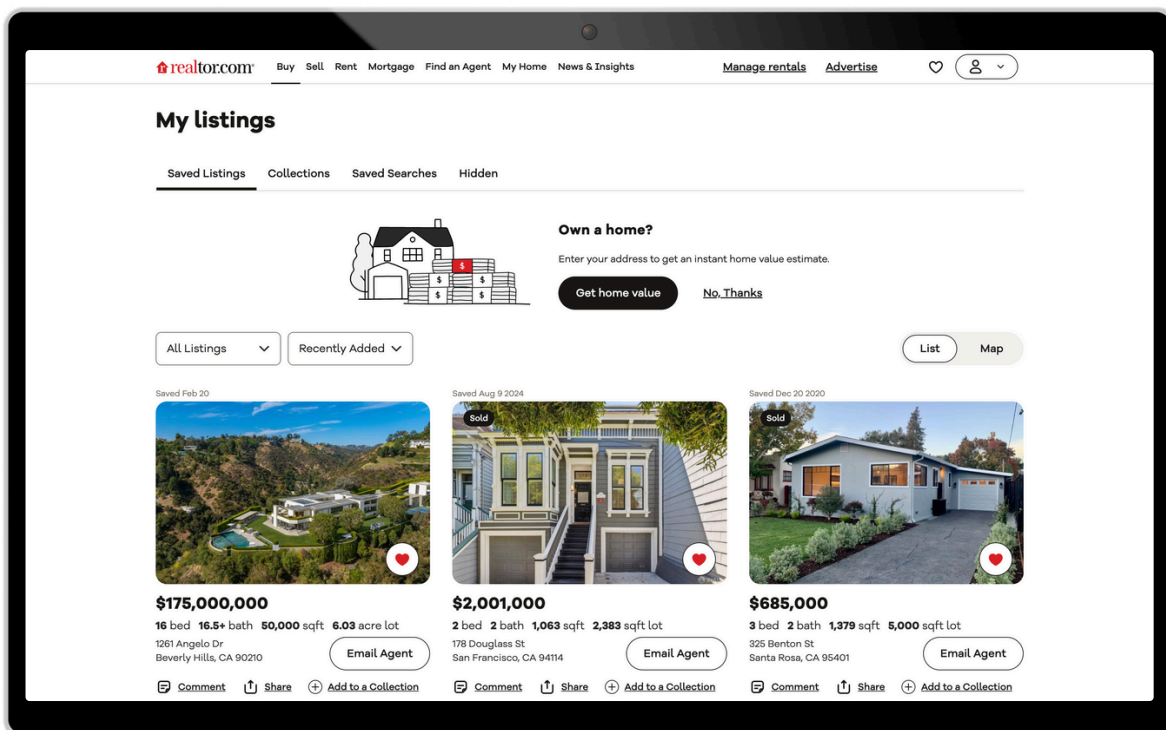 realtor.com® Buy Sell Rent Mortgage Find an Agent My Home News & Insights Manage rentals Advertise
My listings
Saved Listings Collections Saved Searches Hidden
Own a home?
Enter your address to get an instant home value estimate.
Get home value No, Thanks
$
$ $
$ $
All Listings Recently Added List Map
Saved Feb 20
Saved Aug 9 2024
Saved Dec 20 2020
Sold
Sold
$175,000,000
16 bed 16.5+ bath 50,000 sqft 6.03 acre lot
1261 Angelo Dr
Beverly Hills, CA 90210
Email Agent
Comment Share Add to a Collection
$2,001,000
2 bed 2 bath 1,063 sqft 2,383 sqft lot
178 Douglass St
San Francisco, CA 94114
Email Agent
Comment Share Add to a Collection
$685,000
3 bed 2 bath 1,379 sqft 5,000 sqft lot
325 Benton St
Santa Rosa, CA 95401
Email Agent
Comment Share Add to a Collection